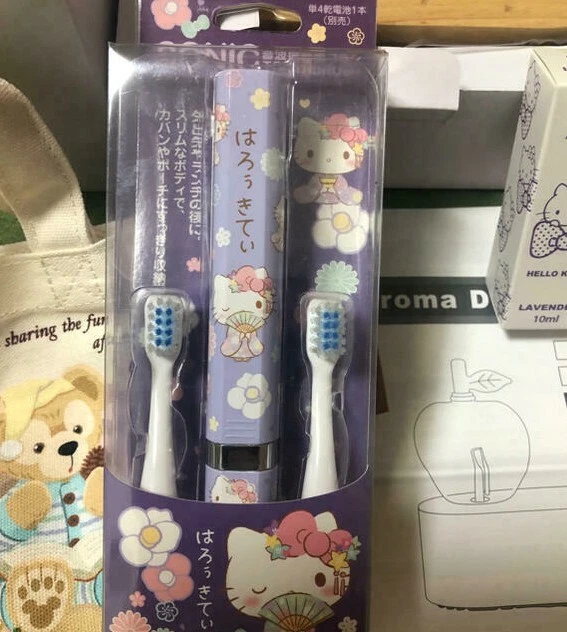 単4乾電池1本
(別売)
SONIC
はろぅ きてぃ
スリムなボディで、
カバンやポーチにすっきり収納
sharing the fun
af
roma D
HELLO K
LAVENDE
10ml
はろぅ きてぃ